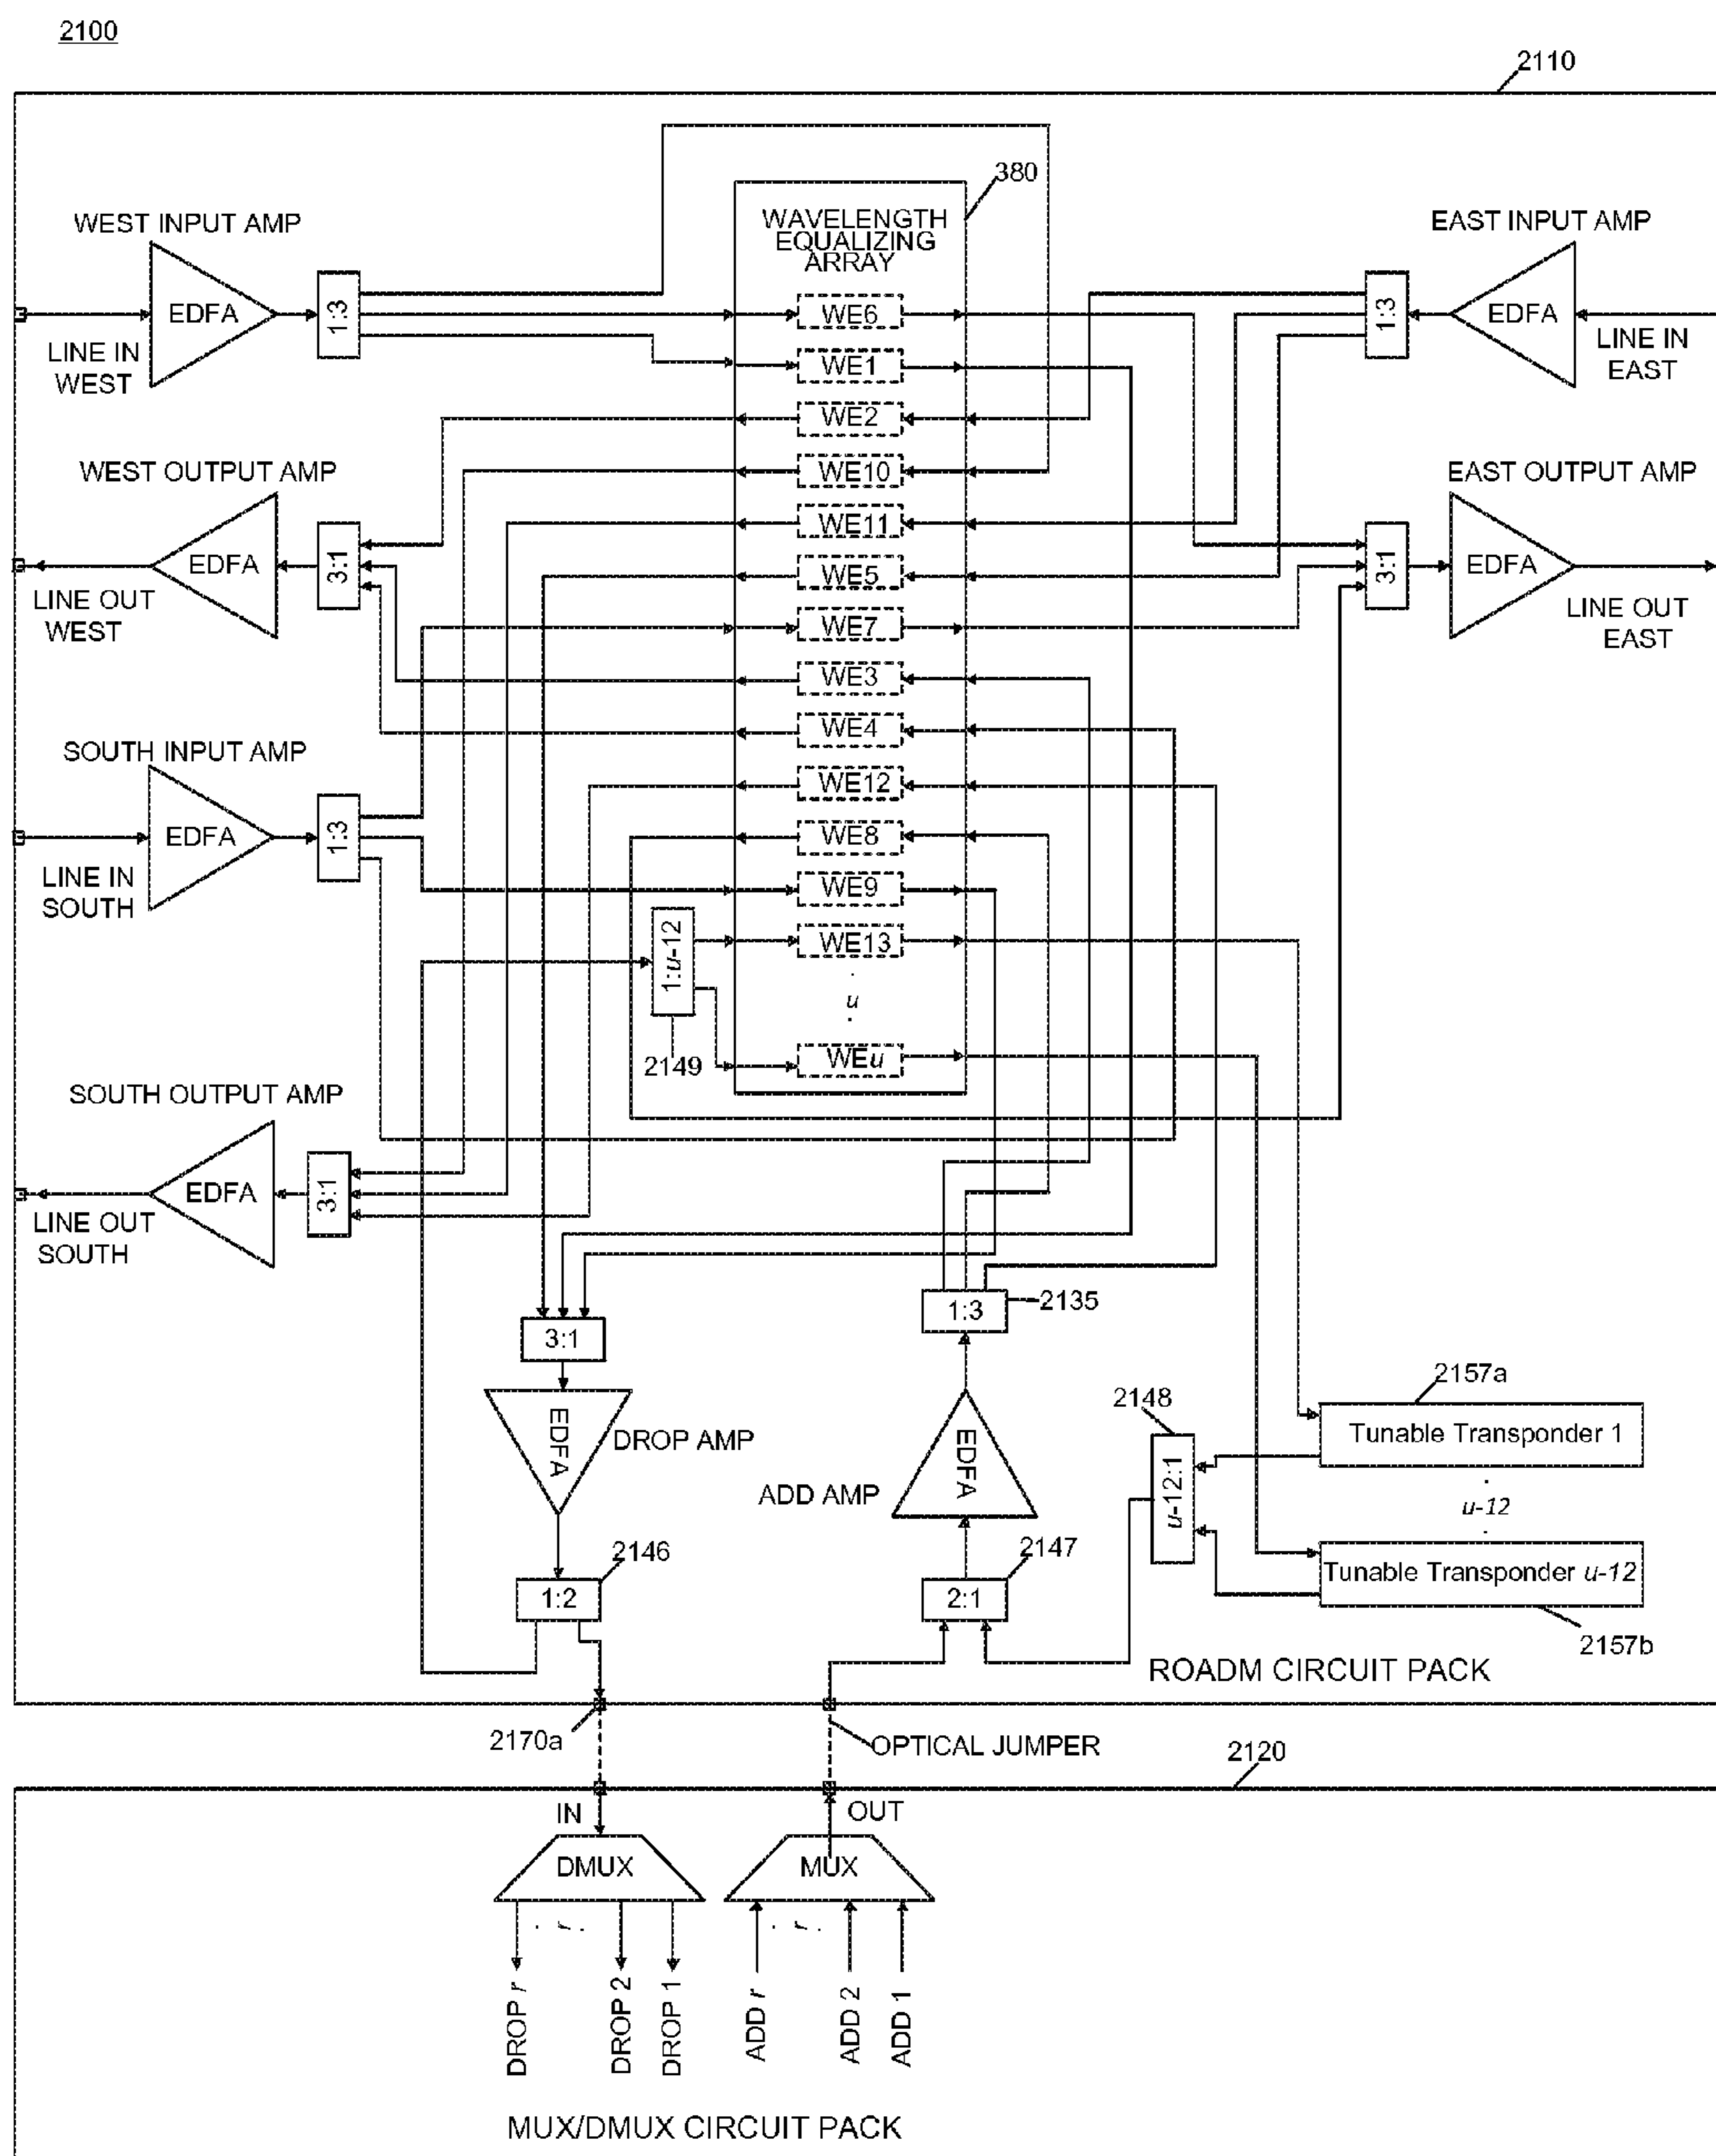 2100
2110
380
WEST INPUT AMP
WAVELENGTH
EQUALIZING
ARRAY
EAST INPUT AMP
EDFA
1:3
WE6
1:3
EDFA
LINE IN
WEST
WE1
LINE IN
EAST
WE2
WEST OUTPUT AMP
WE10
EAST OUTPUT AMP
WE11
EDFA
3:1
WE5
3:1
EDFA
LINE OUT
WEST
WE7
LINE OUT
EAST
WE3
WE4
SOUTH INPUT AMP
WE12
EDFA
1:3
WE8
LINE IN
SOUTH
WE9
1:u-12
WE13
. u .
2149
WEu
SOUTH OUTPUT AMP
EDFA
3:1
LINE OUT
SOUTH
1:3
2135
3:1
2157a
2148
Tunable Transponder 1
EDFA
DROP AMP
EDFA
ADD AMP
u-12:1
. u-12 .
2146
2147
Tunable Transponder u-12
1:2
2:1
2157b
ROADM CIRCUIT PACK
2170a
OPTICAL JUMPER
2120
IN
OUT
DMUX
MUX
. r .
. r .
DROP r
DROP 2
DROP 1
ADD r
ADD 2
ADD 1
MUX/DMUX CIRCUIT PACK